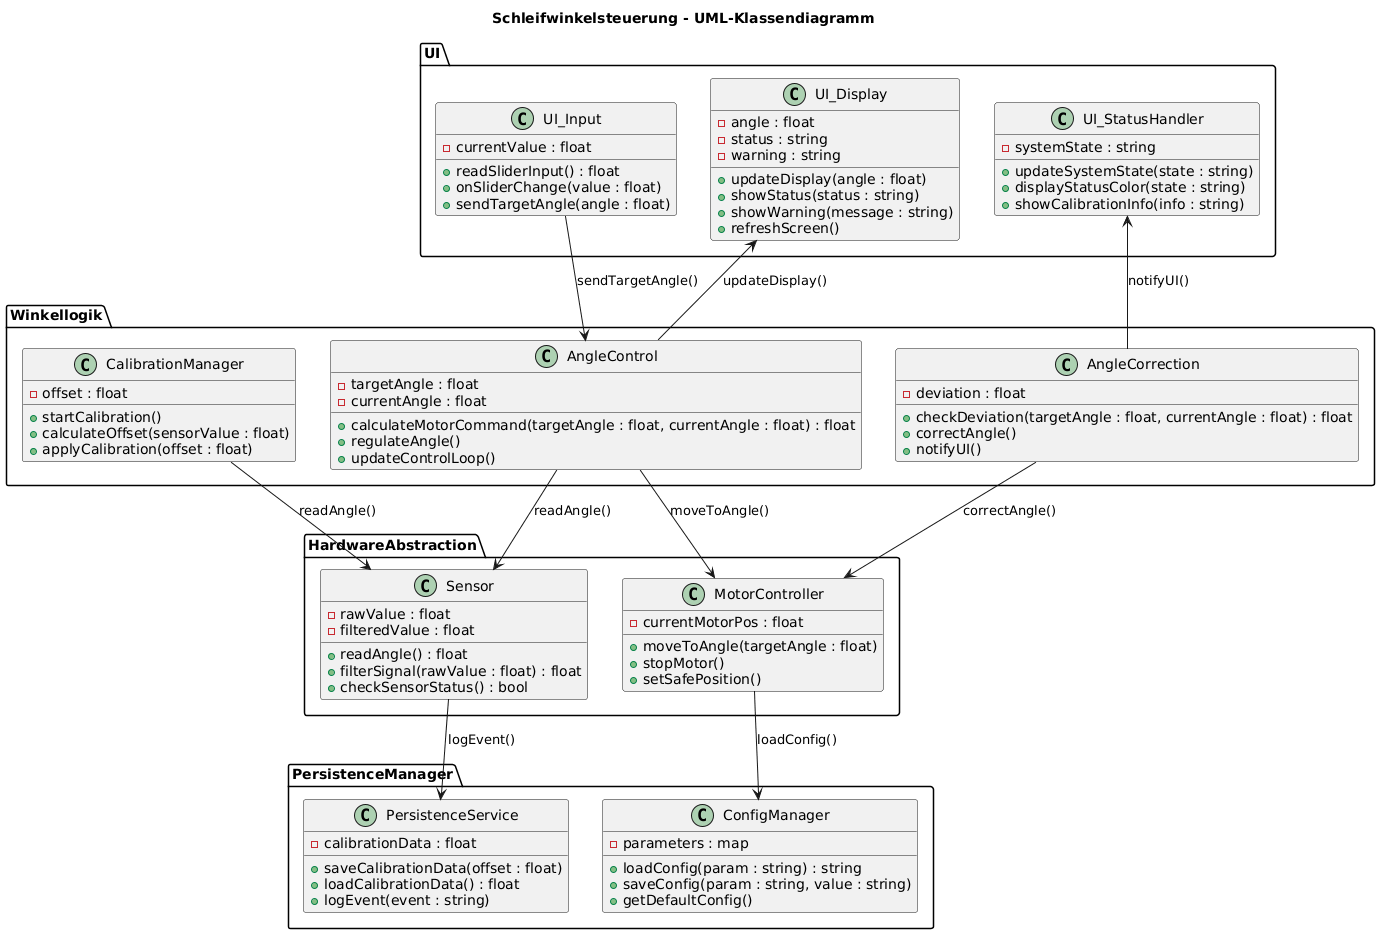 Schleifwinkelsteuerung - UML-Klassendiagramm
UI
C UI_Input
currentValue : float
readSliderInput() : float
onSliderChange(value : float)
sendTargetAngle(angle : float)
C UI_Display
angle : float
status : string
warning : string
updateDisplay(angle : float)
showStatus(status : string)
showWarning(message : string)
refreshScreen()
C UI_StatusHandler
systemState : string
updateSystemState(state : string)
displayStatusColor(state : string)
showCalibrationInfo(info : string)
sendTargetAngle()
updateDisplay()
notifyUI()
Winkellogik
C CalibrationManager
offset : float
startCalibration()
calculateOffset(sensorValue : float)
applyCalibration(offset : float)
C AngleControl
targetAngle : float
currentAngle : float
calculateMotorCommand(targetAngle : float, currentAngle : float) : float
regulateAngle()
updateControlLoop()
C AngleCorrection
deviation : float
checkDeviation(targetAngle : float, currentAngle : float) : float
correctAngle()
notifyUI()
readAngle()
readAngle()
moveToAngle()
correctAngle()
HardwareAbstraction
C Sensor
rawValue : float
filteredValue : float
readAngle() : float
filterSignal(rawValue : float) : float
checkSensorStatus() : bool
C MotorController
currentMotorPos : float
moveToAngle(targetAngle : float)
stopMotor()
setSafePosition()
logEvent()
loadConfig()
PersistenceManager
C PersistenceService
calibrationData : float
saveCalibrationData(offset : float)
loadCalibrationData() : float
logEvent(event : string)
C ConfigManager
parameters : map
loadConfig(param : string) : string
saveConfig(param : string, value : string)
getDefaultConfig()